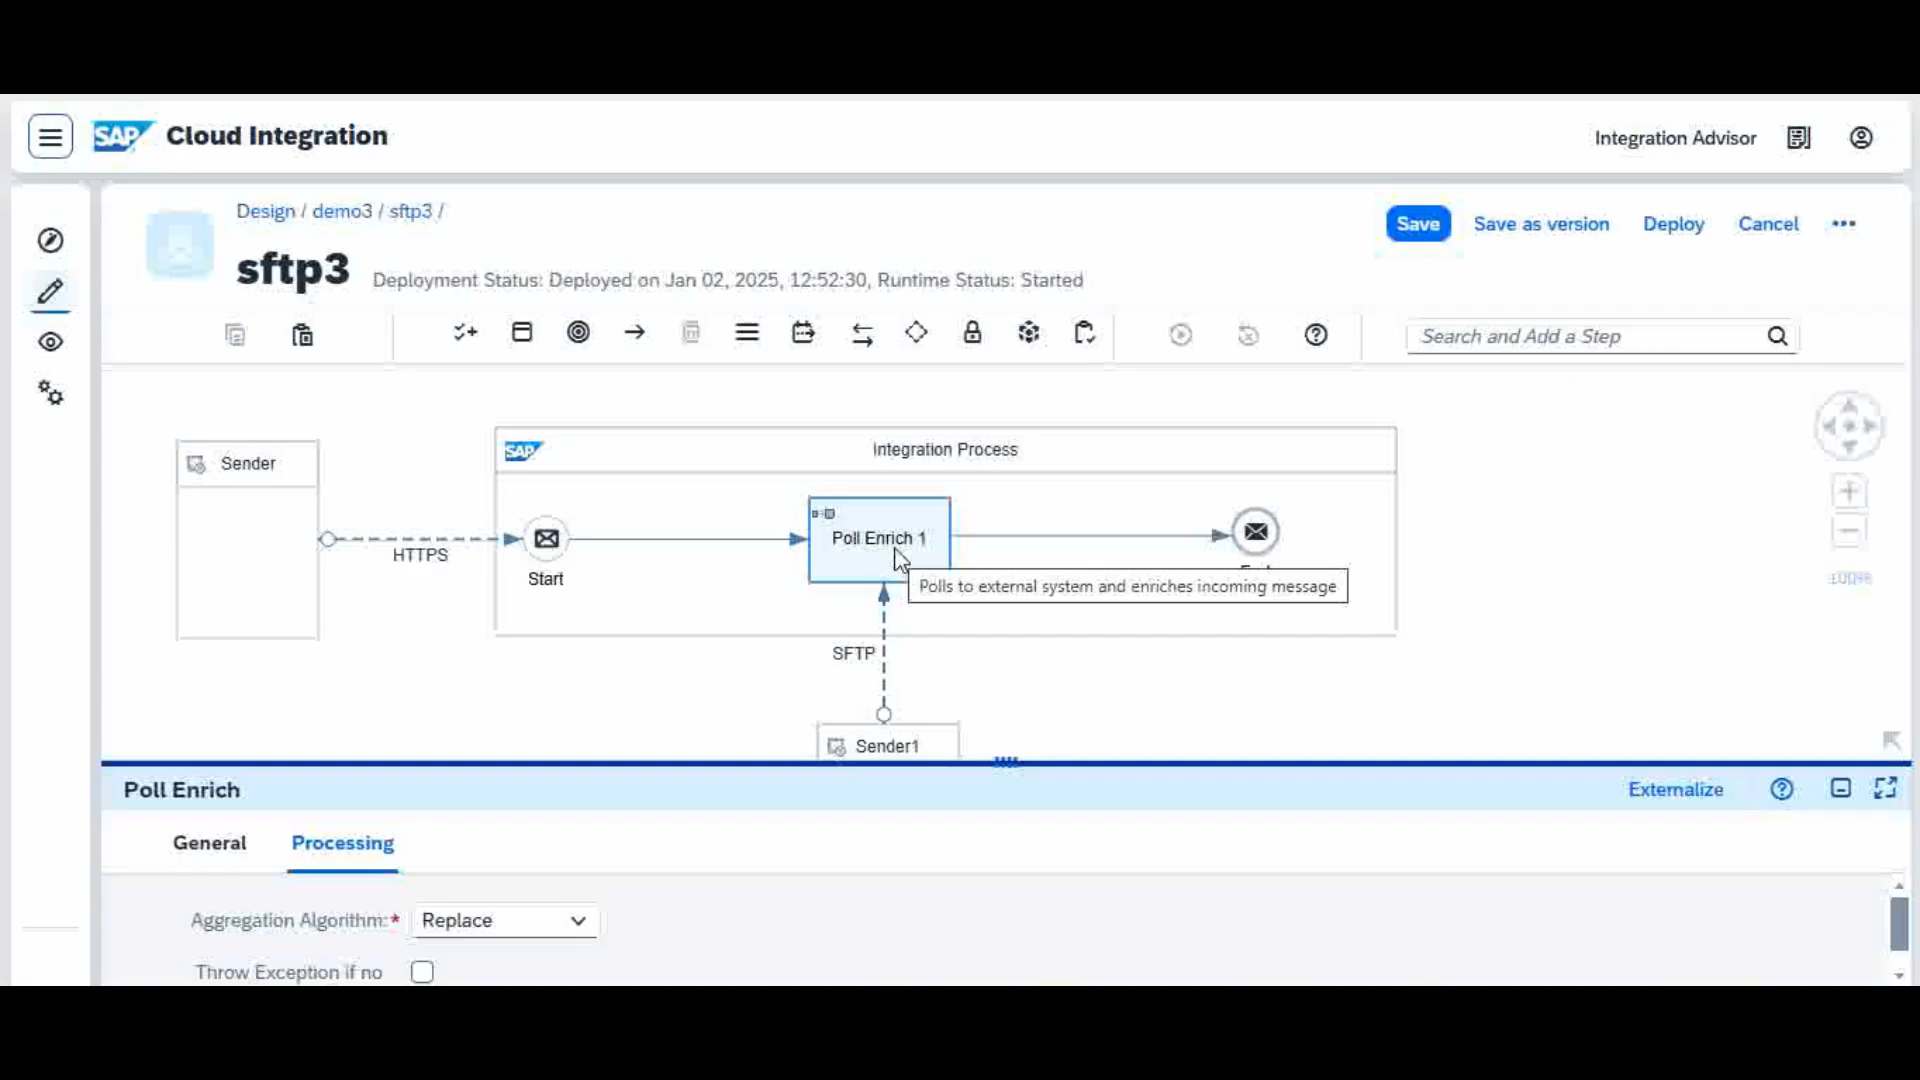 SAP Cloud Integration
Integration Advisor
Design / demo3 / sftp3 /
sftp3 Deployment Status: Deployed on Jan 02, 2025, 12:52:30, Runtime Status: Started
Save Save as version Deploy Cancel
Search and Add a Step
Sender
SAP Integration Process
HTTPS
Start
Poll Enrich 1
Polls to external system and enriches incoming message
SFTP
Sender1
Poll Enrich
Externalize
General Processing
Aggregation Algorithm:* Replace
Throw Exception if no